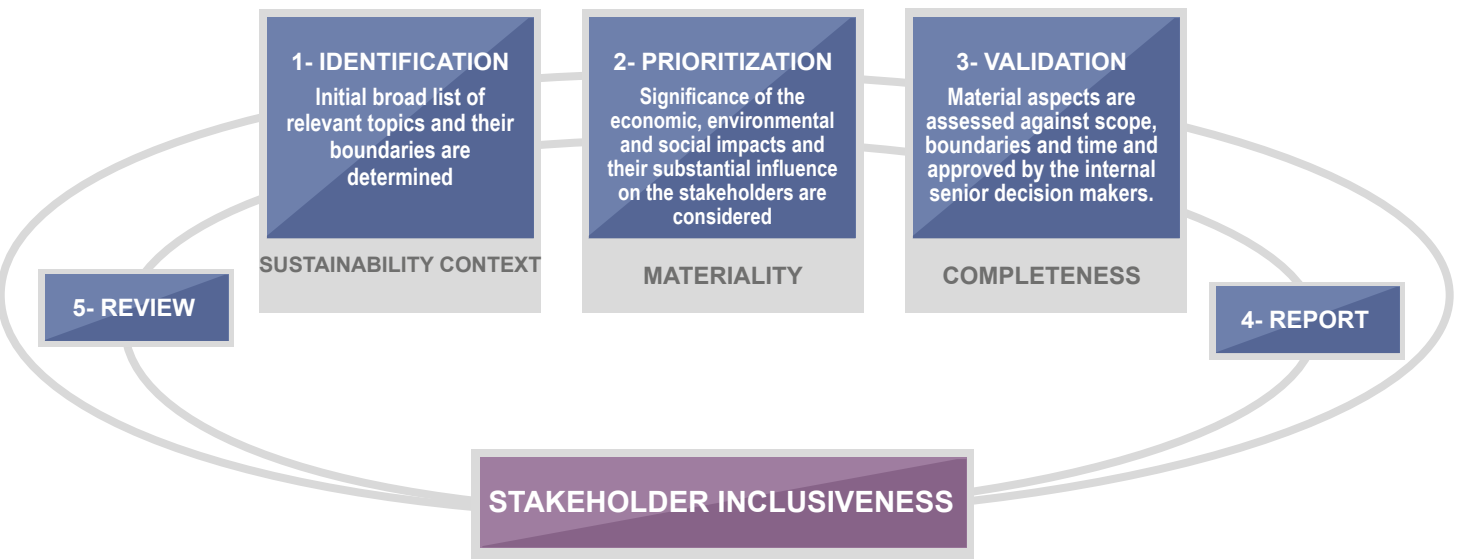 1- IDENTIFICATION
Initial broad list of
relevant topics and their
boundaries are
determined
SUSTAINABILITY CONTEXT
2- PRIORITIZATION
Significance of the
economic, environmental
and social impacts and
their substantial influence
on the stakeholders are
considered
MATERIALITY
3- VALIDATION
Material aspects are
assessed against scope,
boundaries and time and
approved by the internal
senior decision makers.
COMPLETENESS
4- REPORT
5- REVIEW
STAKEHOLDER INCLUSIVENESS